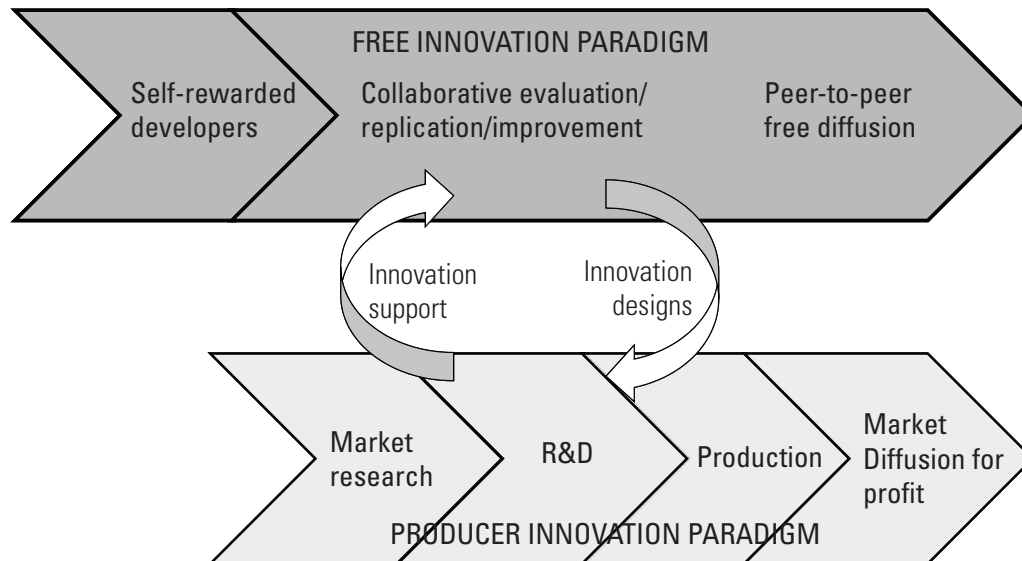 FREE INNOVATION PARADIGM
Self-rewarded
developers
Collaborative evaluation/
replication/improvement
Peer-to-peer
free diffusion
Innovation
support
Innovation
designs
Market
research
R&D
Production
Market
Diffusion for
profit
PRODUCER INNOVATION PARADIGM